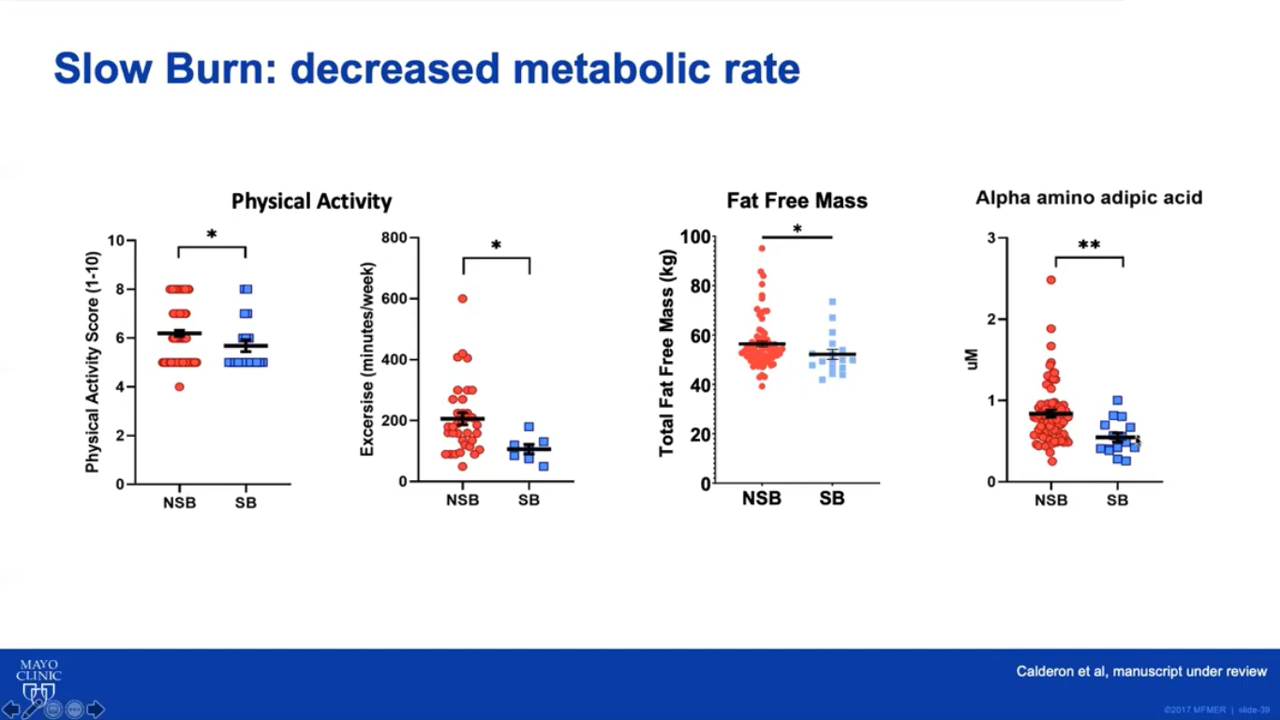 Slow Burn: decreased metabolic rate
Physical Activity
*
Physical Activity Score (1-10)
10
8
6
4
2
0
NSB SB
*
Excersise (minutes/week)
800
600
400
200
0
NSB SB
Fat Free Mass
*
Total Fat Free Mass (kg)
100
80
60
40
20
0
NSB SB
Alpha amino adipic acid
**
uM
3
2
1
0
NSB SB
MAYO
CLINIC
Calderon et al, manuscript under review
©2017 MFMER | slide-39